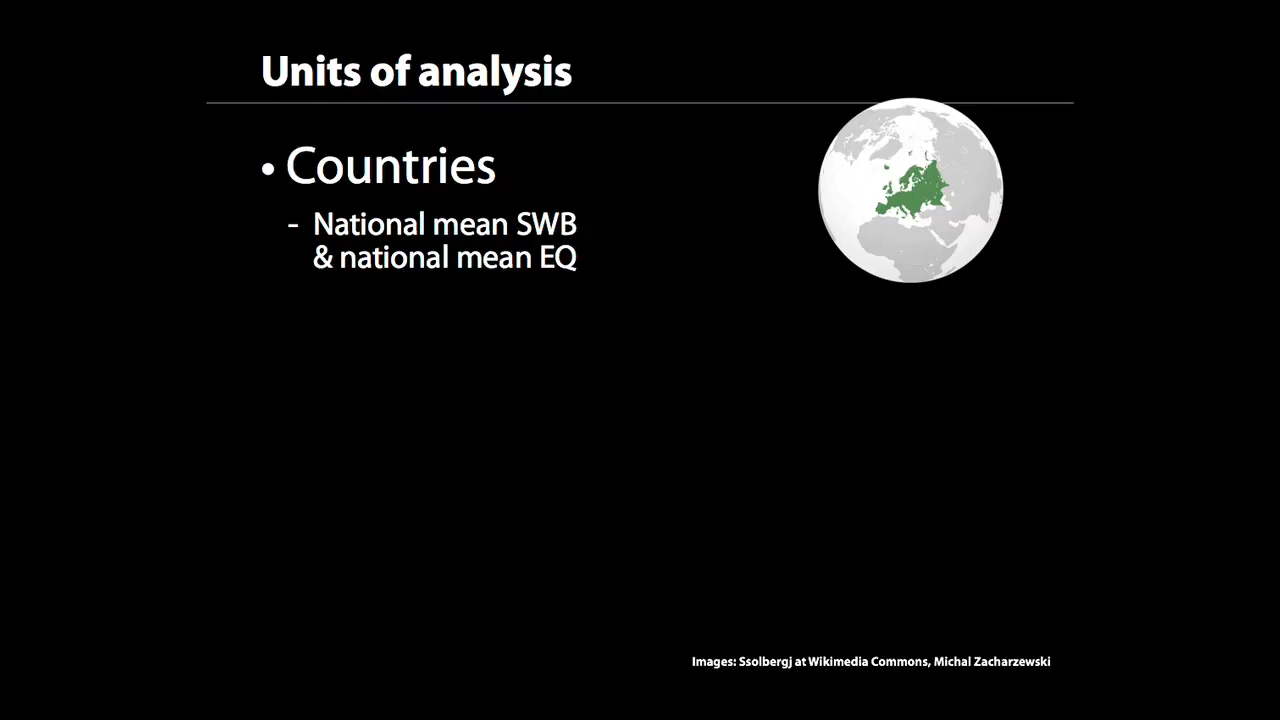 Units of analysis
• Countries
- National mean SWB
& national mean EQ
Images: Ssolbergj at Wikimedia Commons, Michal Zacharzewski